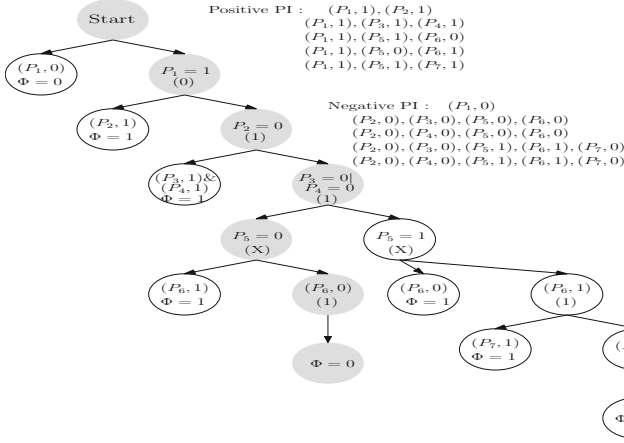 Start
Positive PI : (P₁, 1), (P₂, 1)
(P₁, 1), (P₃, 1), (P₄, 1)
(P₁, 1), (P₅, 1), (P₆, 0)
(P₁, 1), (P₅, 0), (P₆, 1)
(P₁, 1), (P₅, 1), (P₇, 1)
(P₁, 0)
Φ = 0
P₁ = 1
(0)
Negative PI : (P₁, 0)
(P₂, 0), (P₃, 0), (P₅, 0), (P₆, 0)
(P₂, 0), (P₄, 0), (P₅, 0), (P₆, 0)
(P₂, 0), (P₃, 0), (P₅, 1), (P₆, 1), (P₇, 0)
(P₂, 0), (P₄, 0), (P₅, 1), (P₆, 1), (P₇, 0)
(P₂, 1)
Φ = 1
P₂ = 0
(1)
(P₃, 1)&
(P₄, 1)
Φ = 1
P₃ = 0|
P₄ = 0
(1)
P₅ = 0
(X)
P₅ = 1
(X)
(P₆, 1)
Φ = 1
(P₆, 0)
(1)
(P₆, 0)
Φ = 1
(P₆, 1)
(1)
Φ = 0
(P₇, 1)
Φ = 1
Φ